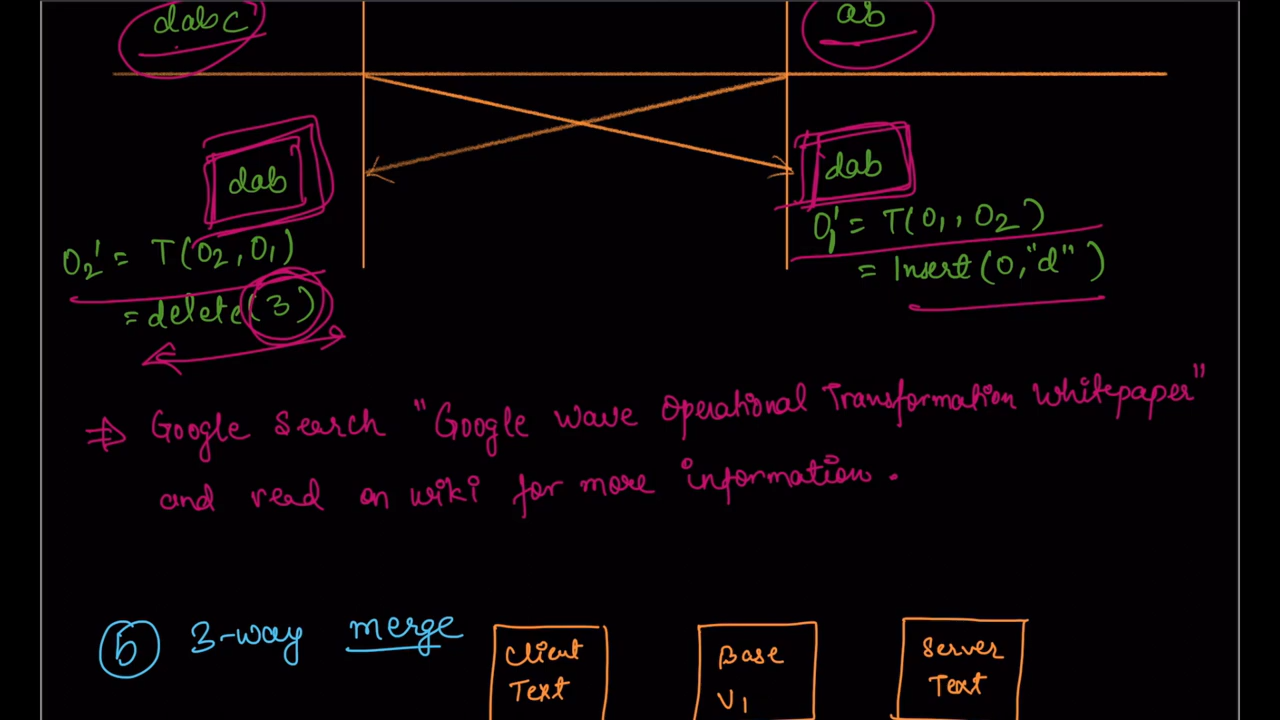 dabc
ab
dab
dab
O2' = T(O2, O1)
= delete(3)
O1' = T(O1, O2)
= Insert(0,"d")
⇒ Google Search "Google Wave Operational Transformation Whitepaper"
and read on wiki for more information.
5 3-way merge
Client
Text
Base
V1
Server
Text